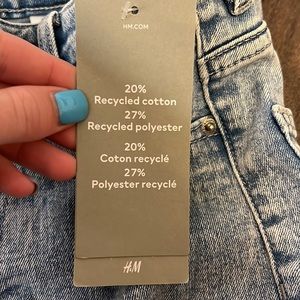 HM.COM
20%
Recycled cotton
27%
Recycled polyester
20%
Coton recyclé
27%
Polyester recyclé
H&M